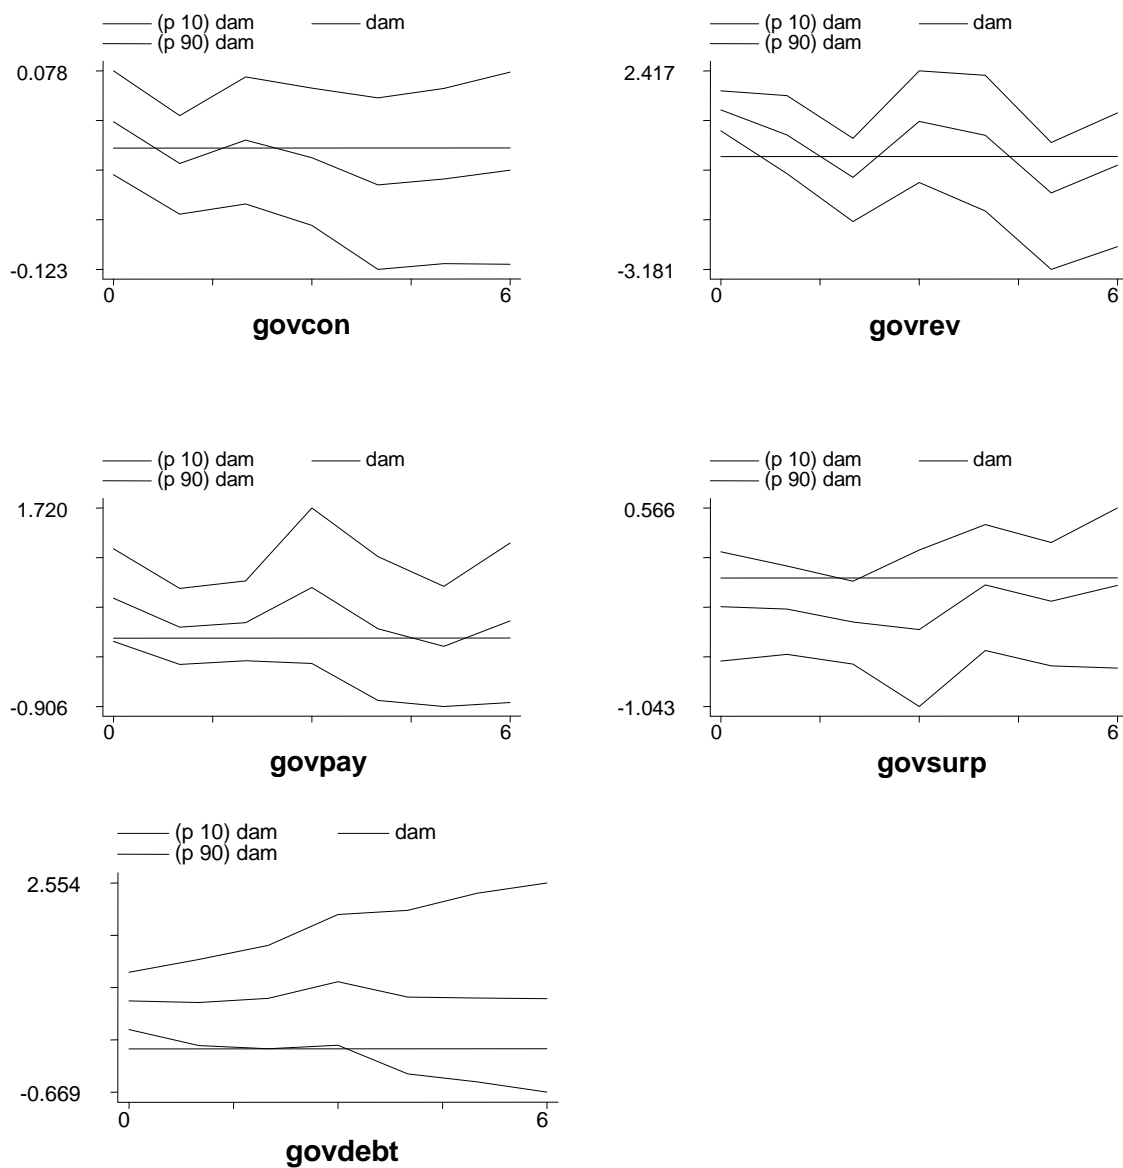 (p 10) dam dam
(p 90) dam
0.078
-0.123
0 6
govcon
(p 10) dam dam
(p 90) dam
2.417
-3.181
0 6
govrev
(p 10) dam dam
(p 90) dam
1.720
-0.906
0 6
govpay
(p 10) dam dam
(p 90) dam
0.566
-1.043
0 6
govsurp
(p 10) dam dam
(p 90) dam
2.554
-0.669
0 6
govdebt